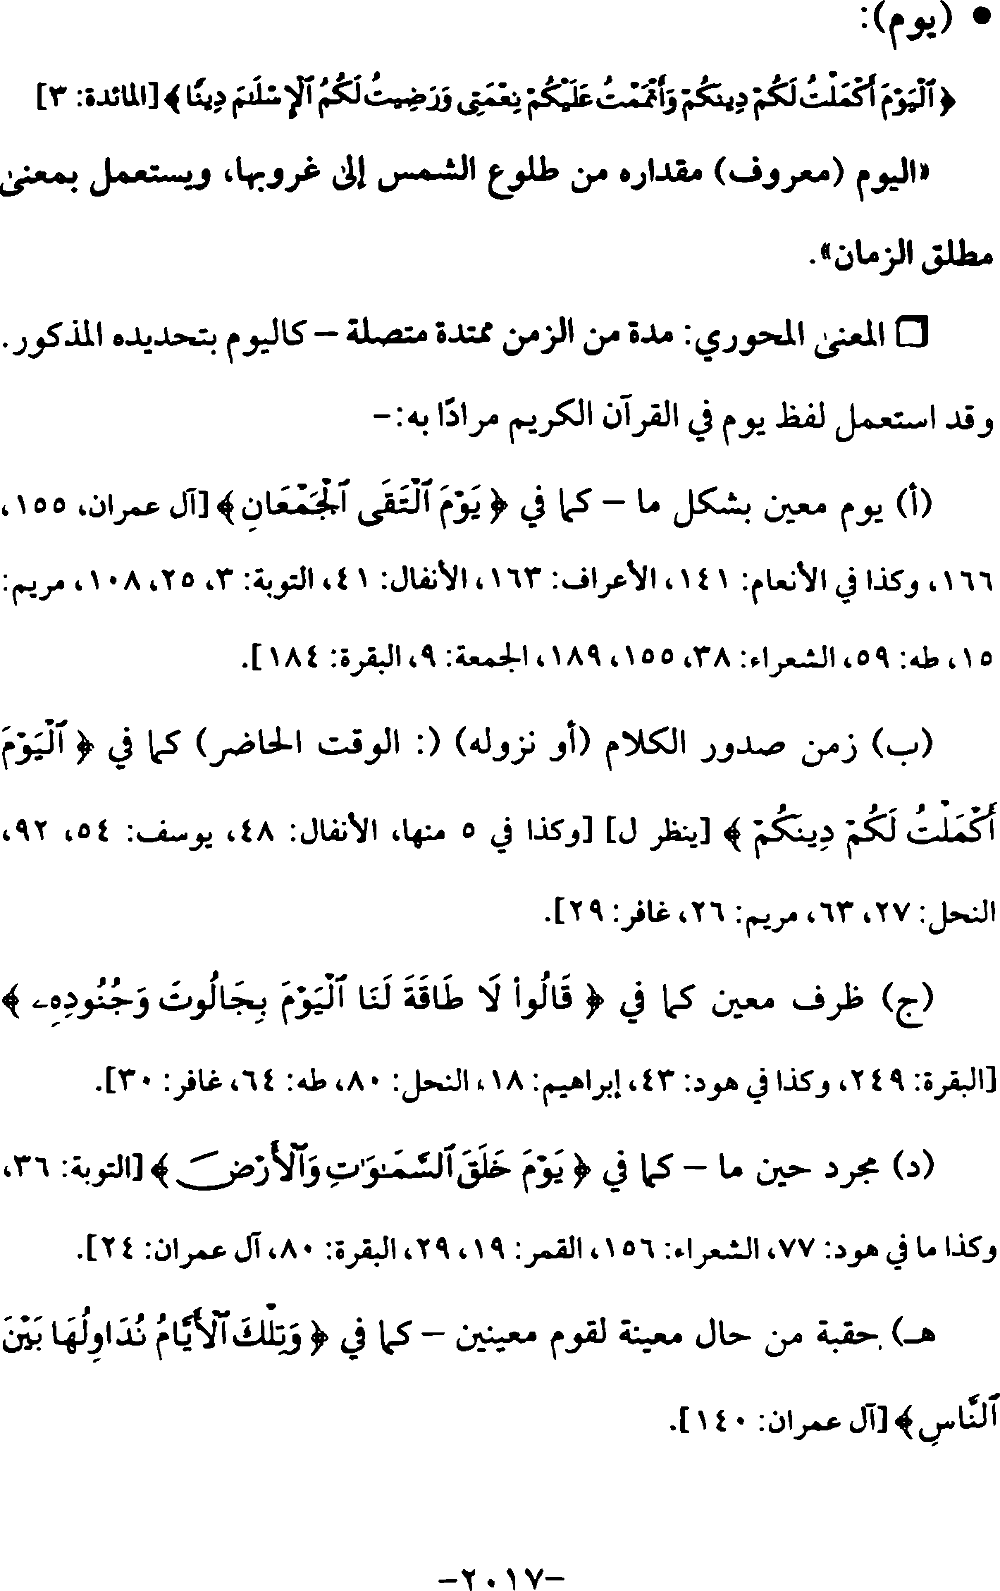 • (يوم):
﴿ ٱلْيَوْمَ أَكْمَلْتُ لَكُمْ دِينَكُمْ وَأَتْمَمْتُ عَلَيْكُمْ نِعْمَتِى وَرَضِيتُ لَكُمُ ٱلْإِسْلَٰمَ دِينًا ﴾ [المائدة: ٣]
«اليوم (معروف) مقداره من طلوع الشمس إلى غروبها، ويستعمل بمعنى
مطلق الزمان».
❒ المعنى المحوري: مدة من الزمن ممتدة متصلة – كاليوم بتحديده المذكور.
وقد استعمل لفظ يوم في القرآن الكريم مرادًا به:–
(أ) يوم معين بشكل ما – كما في ﴿ يَوْمَ ٱلْتَقَى ٱلْجَمْعَانِ ﴾ [آل عمران، ١٥٥،
١٦٦، وكذا في الأنعام: ١٤١، الأعراف: ١٦٣، الأنفال: ٤١، التوبة: ٣، ٢٥، ١٠٨، مريم:
١٥، طه: ٥٩، الشعراء: ٣٨، ١٥٥، ١٨٩، الجمعة: ٩، البقرة: ١٨٤].
(ب) زمن صدور الكلام (أو نزوله) (: الوقت الحاضر) كما في ﴿ ٱلْيَوْمَ
أَكْمَلْتُ لَكُمْ دِينَكُمْ ﴾ [ينظر ل] [وكذا في ٥ منها، الأنفال: ٤٨، يوسف: ٥٤، ٩٢،
النحل: ٢٧، ٦٣، مريم: ٢٦، غافر: ٢٩].
(ج) ظرف معين كما في ﴿ قَالُوا۟ لَا طَاقَةَ لَنَا ٱلْيَوْمَ بِجَالُوتَ وَجُنُودِهِۦ ﴾
[البقرة: ٢٤٩، وكذا في هود: ٤٣، إبراهيم: ١٨، النحل: ٨٠، طه: ٦٤، غافر: ٣٠].
(د) مجرد حين ما – كما في ﴿ يَوْمَ خَلَقَ ٱلسَّمَٰوَٰتِ وَٱلْأَرْضَ ﴾ [التوبة: ٣٦،
وكذا ما في هود: ٧٧، الشعراء: ١٥٦، القمر: ١٩، ٢٩، البقرة: ٨٠، آل عمران: ٢٤].
هـ) حقبة من حال معينة لقوم معينين – كما في ﴿ وَتِلْكَ ٱلْأَيَّامُ نُدَاوِلُهَا بَيْنَ
ٱلنَّاسِ ﴾ [آل عمران: ١٤٠].
–٢٠١٧–